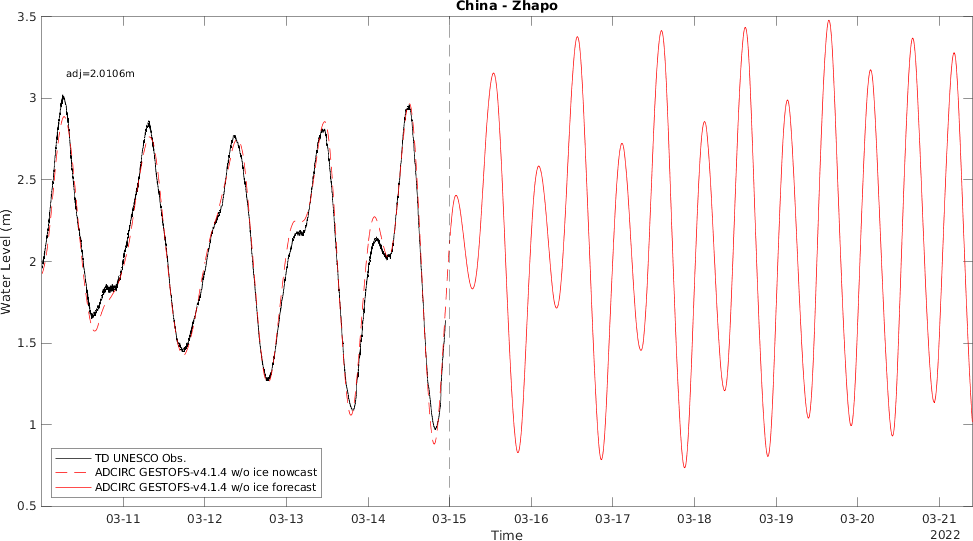 China - Zhapo
adj=2.0106m
3.5
3
2.5
2
1.5
1
0.5
Water Level (m)
TD UNESCO Obs.
ADCIRC GESTOFS-v4.1.4 w/o ice nowcast
ADCIRC GESTOFS-v4.1.4 w/o ice forecast
03-11 03-12 03-13 03-14 03-15 03-16 03-17 03-18 03-19 03-20 03-21
Time
2022